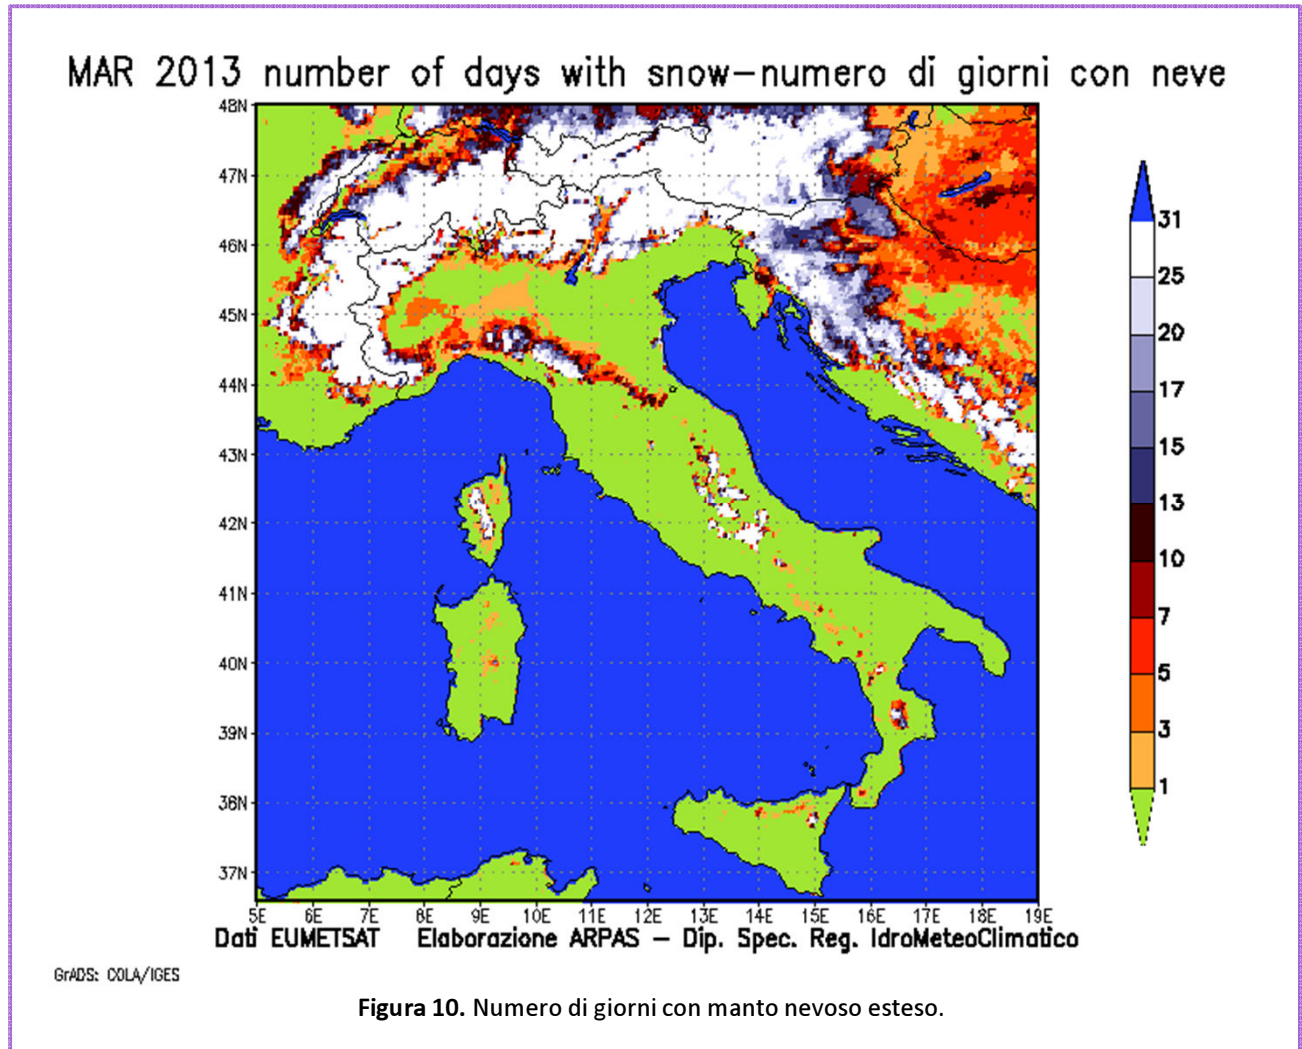 MAR 2013 number of days with snow-numero di giorni con neve
48N
47N
46N
45N
44N
43N
42N
41N
40N
39N
38N
37N
5E 6E 7E 8E 9E 10E 11E 12E 13E 14E 15E 16E 17E 18E 19E
31
25
20
17
15
13
10
7
5
3
1
Dati EUMETSAT Elaborazione ARPAS - Dip. Spec. Reg. IdroMeteoClimatico
GrADS: COLA/IGES
Figura 10. Numero di giorni con manto nevoso esteso.